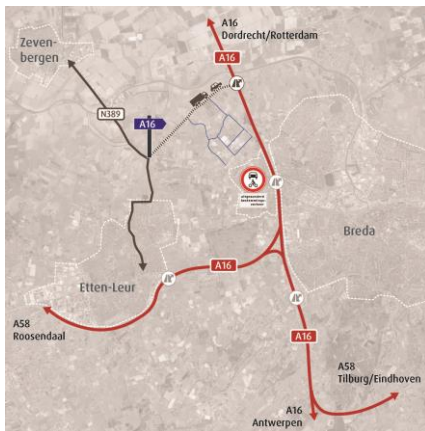 A16
Dordrecht/Rotterdam
Zeven-
bergen
A16
N389
A16
Breda
Etten-Leur
A16
A58
Roosendaal
A16
A58
Tilburg/Eindhoven
A16
Antwerpen